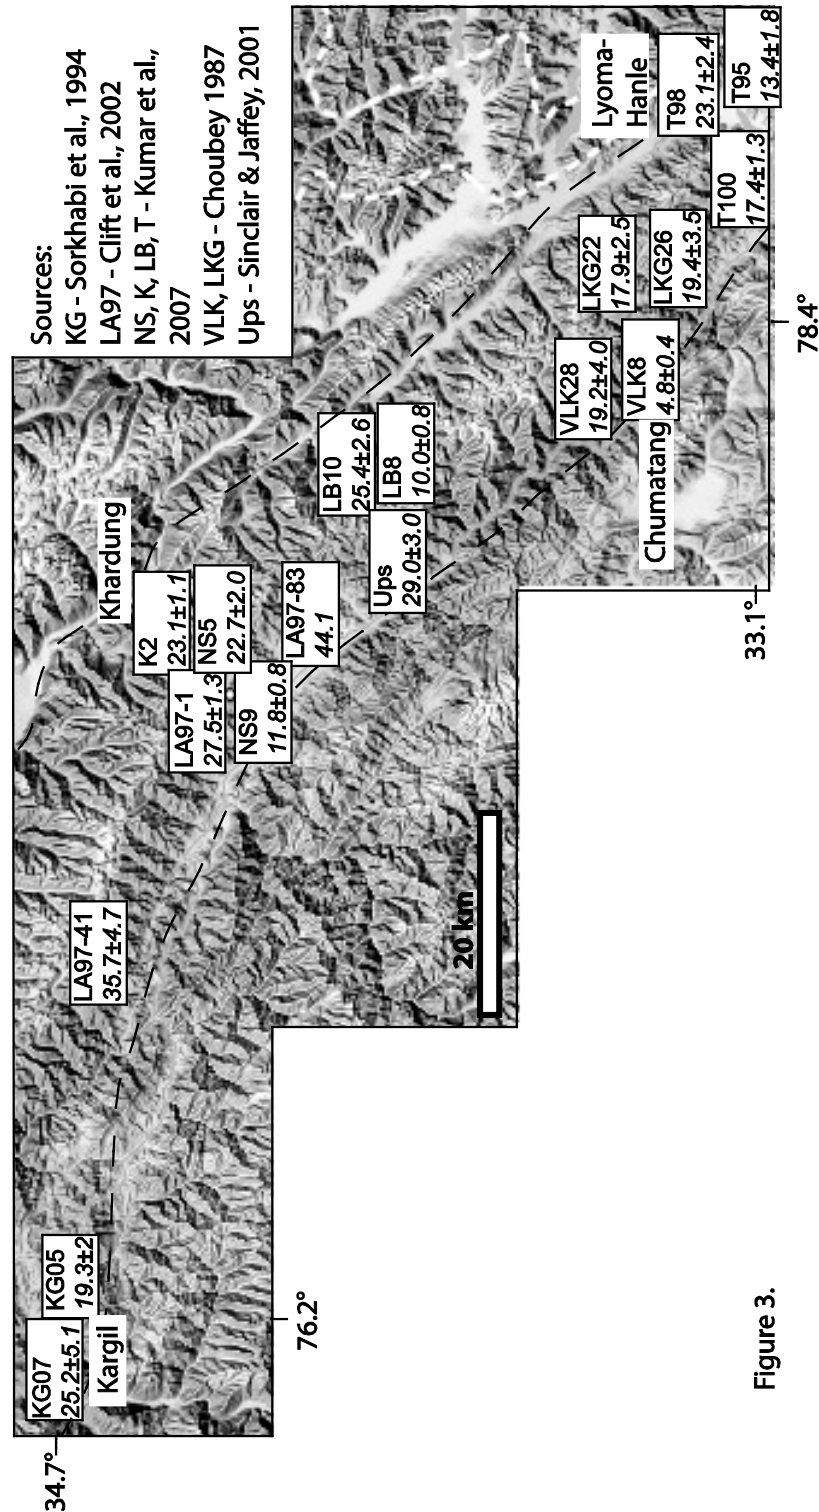 Sources:
KG - Sorkhabi et al., 1994
LA97 - Clift et al., 2002
NS, K, LB, T - Kumar et al.,
2007
VLK, LKG - Choubey 1987
Ups - Sinclair & Jaffey, 2001
34.7°
KG07
25.2±5.1
KG05
19.3±2
Kargil
76.2°
LA97-41
35.7±4.7
20 km
Khardung
K2
23.1±1.1
NS5
22.7±2.0
LA97-1
27.5±1.3
NS9
11.8±0.8
LA97-83
44.1
LB10
25.4±2.6
LB8
10.0±0.8
Ups
29.0±3.0
VLK28
19.2±4.0
VLK8
4.8±0.4
Chumatang
LKG22
17.9±2.5
LKG26
19.4±3.5
Lyoma-
Hanle
T98
23.1±2.4
T95
13.4±1.8
T100
17.4±1.3
33.1°
78.4°
Figure 3.